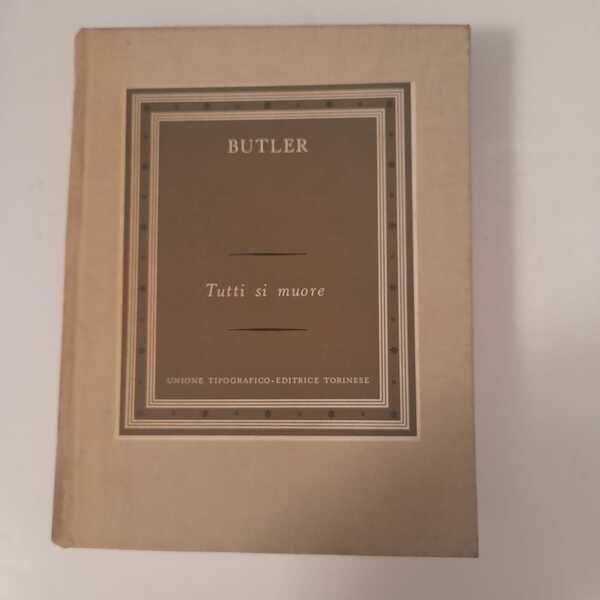 BUTLER
Tutti si muore
UNIONE TIPOGRAFICO-EDITRICE TORINESE